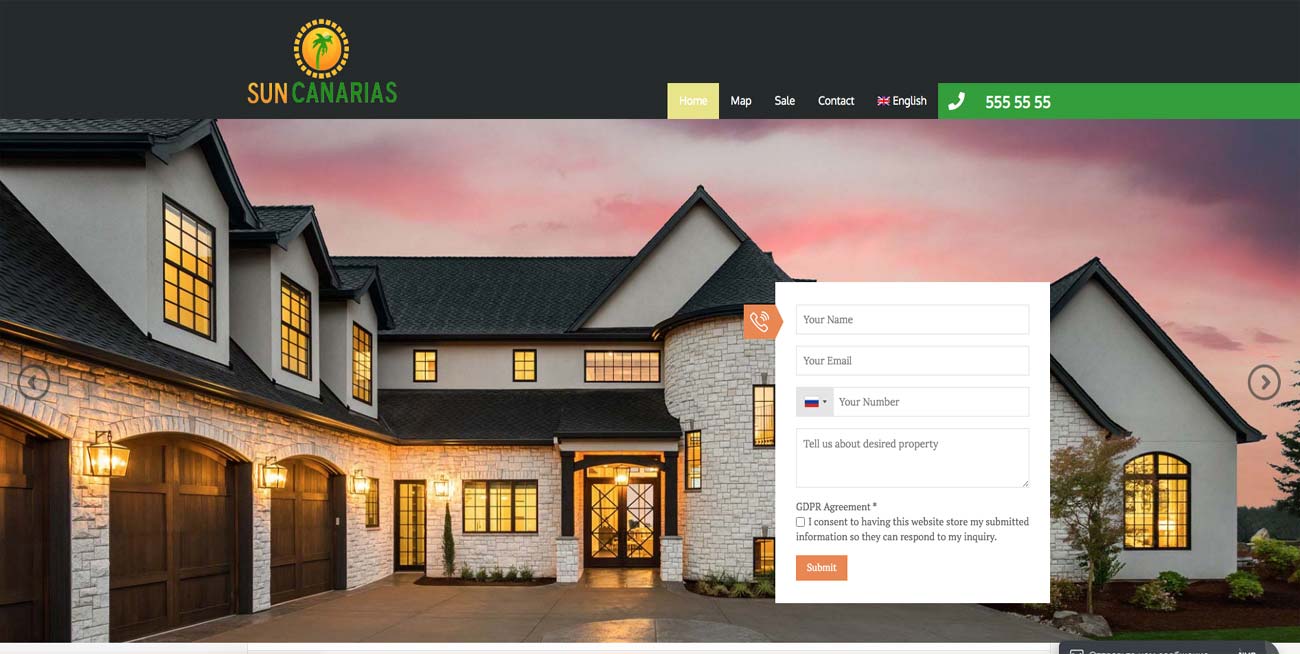 SUN CANARIAS
Home
Map
Sale
Contact
English
555 55 55
Your Name
Your Email
Your Number
Tell us about desired property
GDPR Agreement *
I consent to having this website store my submitted
information so they can respond to my inquiry.
Submit